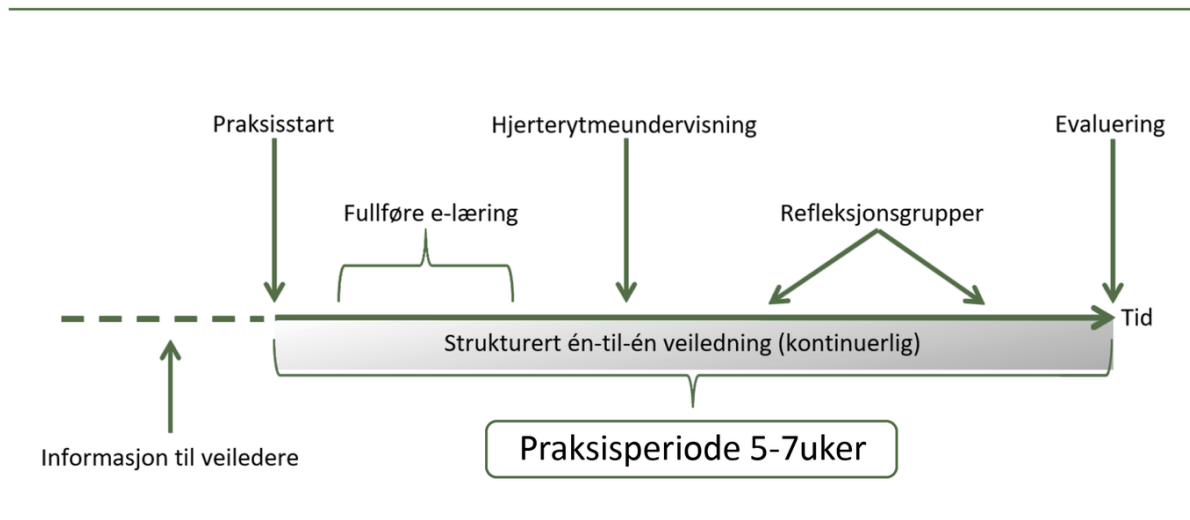 Praksisstart
Hjerterytmeundervisning
Evaluering
Fullføre e-læring
Refleksjonsgrupper
Tid
Strukturert én-til-én veiledning (kontinuerlig)
Informasjon til veiledere
Praksisperiode 5-7uker